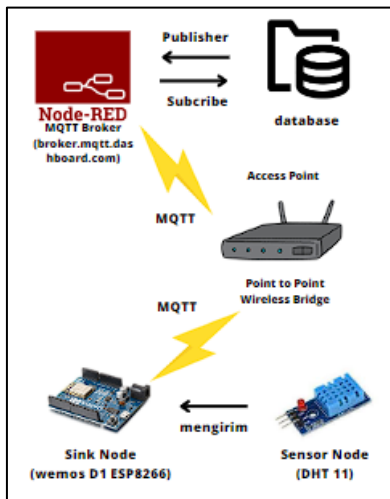 Publisher
Subcribe
Node-RED
MQTT Broker
(broker.mqtt.das
hboard.com)
database
Access Point
MQTT
Point to Point
Wireless Bridge
MQTT
mengirim
Sink Node
(wemos D1 ESP8266)
Sensor Node
(DHT 11)